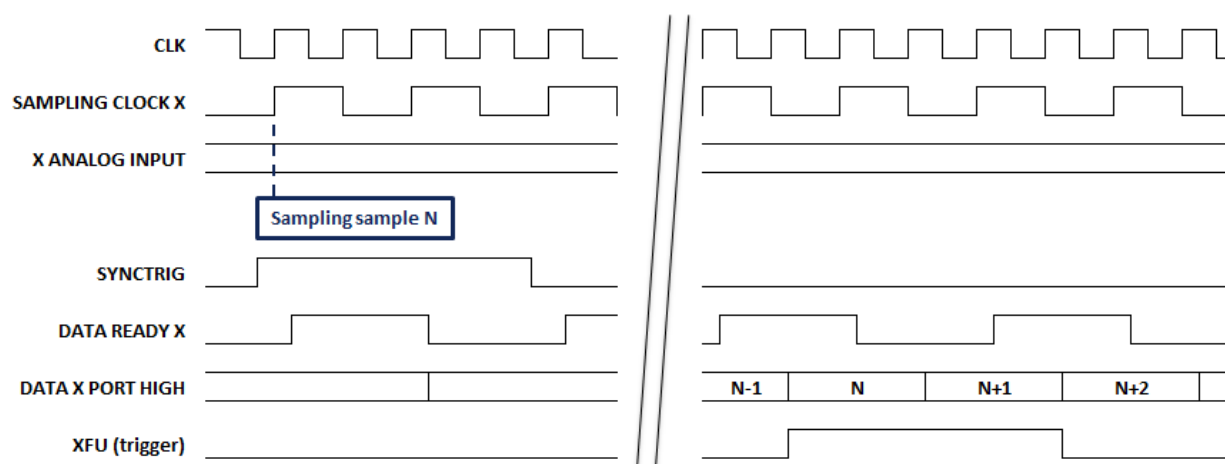 CLK
SAMPLING CLOCK X
X ANALOG INPUT
Sampling sample N
SYNCTRIG
DATA READY X
DATA X PORT HIGH
N-1 N N+1 N+2
XFU (trigger)